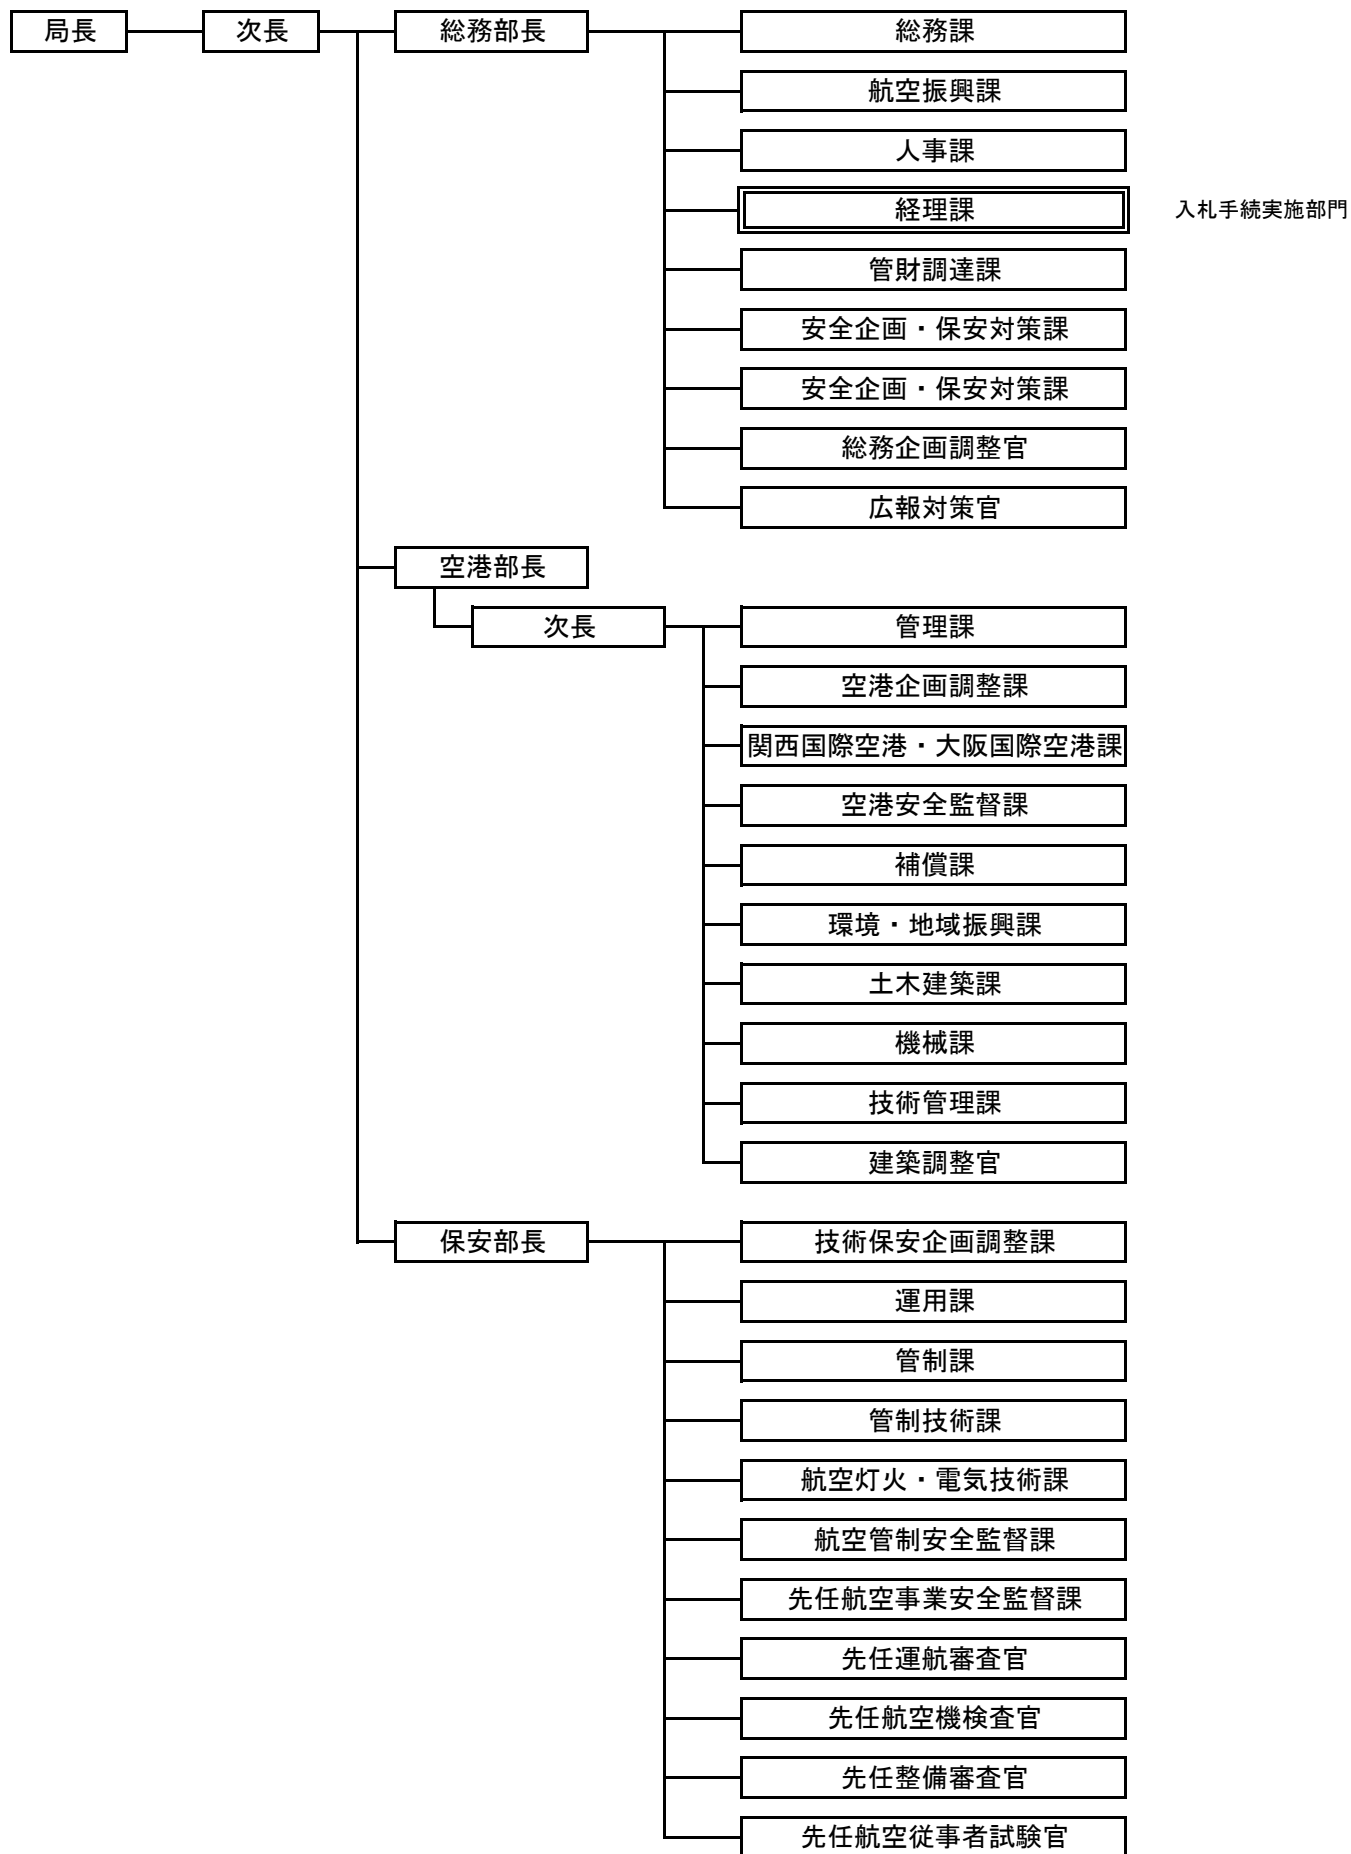 局長 次長 総務部長 総務課
航空振興課
人事課
経理課 入札手続実施部門
管財調達課
安全企画・保安対策課
安全企画・保安対策課
総務企画調整官
広報対策官
空港部長
次長 管理課
空港企画調整課
関西国際空港・大阪国際空港課
空港安全監督課
補償課
環境・地域振興課
土木建築課
機械課
技術管理課
建築調整官
保安部長 技術保安企画調整課
運用課
管制課
管制技術課
航空灯火・電気技術課
航空管制安全監督課
先任航空事業安全監督課
先任運航審査官
先任航空機検査官
先任整備審査官
先任航空従事者試験官